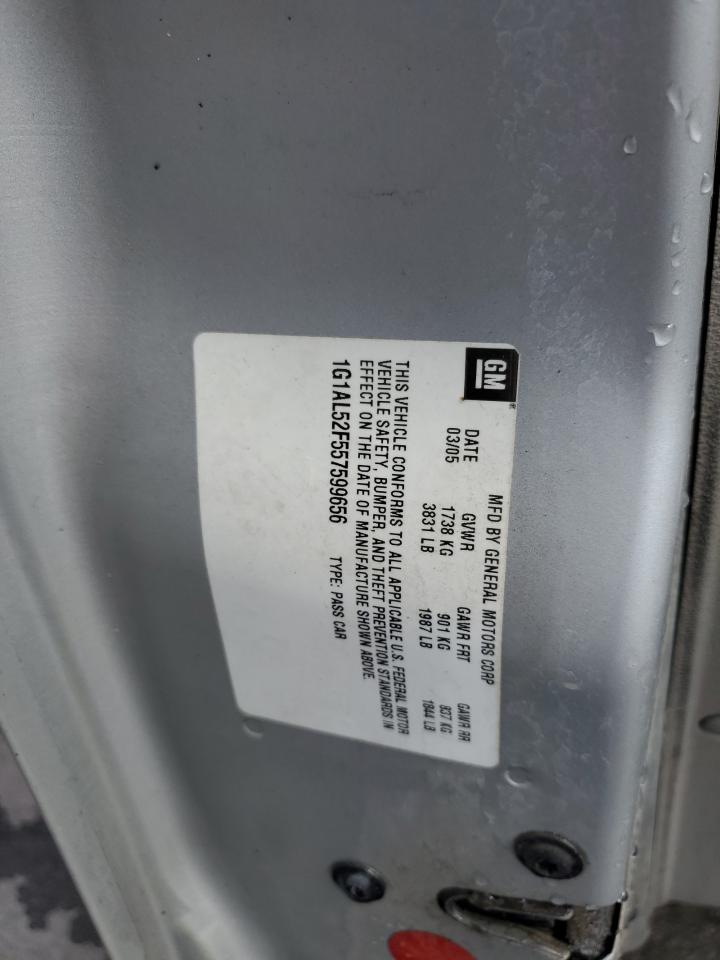 GM®
MFD BY GENERAL MOTORS CORP
DATE GVWR GAWR FRT GAWR RR
03/05 1738 KG 901 KG 837 KG
3831 LB 1987 LB 1844 LB
THIS VEHICLE CONFORMS TO ALL APPLICABLE U.S. FEDERAL MOTOR
VEHICLE SAFETY, BUMPER, AND THEFT PREVENTION STANDARDS IN
EFFECT ON THE DATE OF MANUFACTURE SHOWN ABOVE.
1G1AL52F557599656 TYPE: PASS CAR